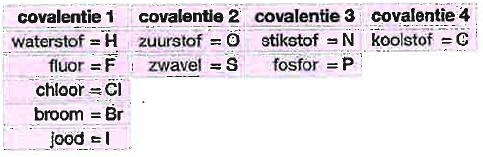 covalentie 1 covalentie 2 covalentie 3 covalentie 4
waterstof = H zuurstof = O stikstof = N koolstof = C
fluor = F zwavel = S fosfor = P
chloor = Cl
broom = Br
jood = I